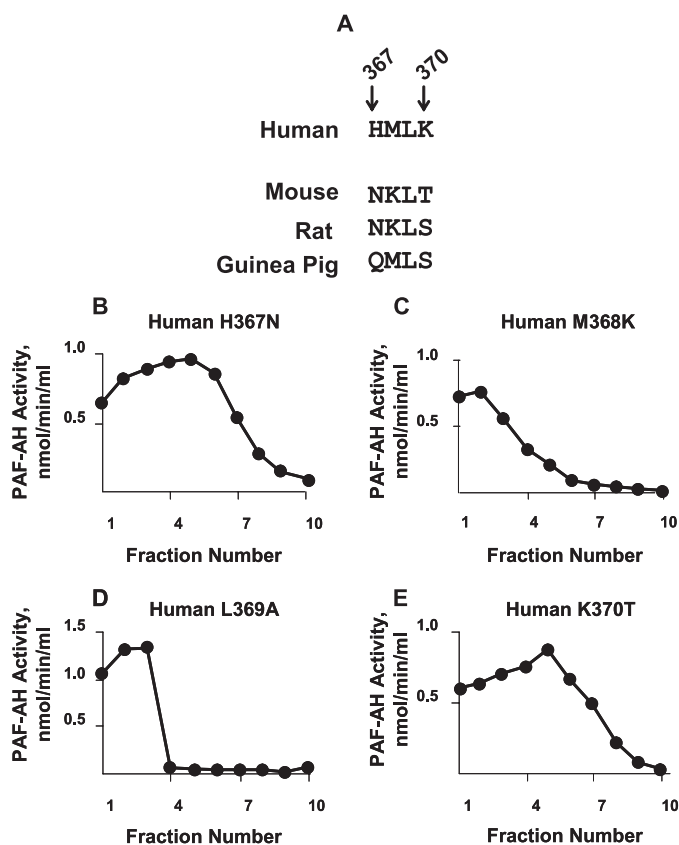 A
367 370
Human HMLK
Mouse NKLT
Rat NKLS
Guinea Pig QMLS
B
Human H367N
PAF-AH Activity,
nmol/min/ml
1.0
0.5
1 4 7 10
Fraction Number
C
Human M368K
PAF-AH Activity,
nmol/min/ml
1.0
0.5
1 4 7 10
Fraction Number
D
Human L369A
PAF-AH Activity,
nmol/min/ml
1.5
1.0
0.5
1 4 7 10
Fraction Number
E
Human K370T
PAF-AH Activity,
nmol/min/ml
1.0
0.5
1 4 7 10
Fraction Number